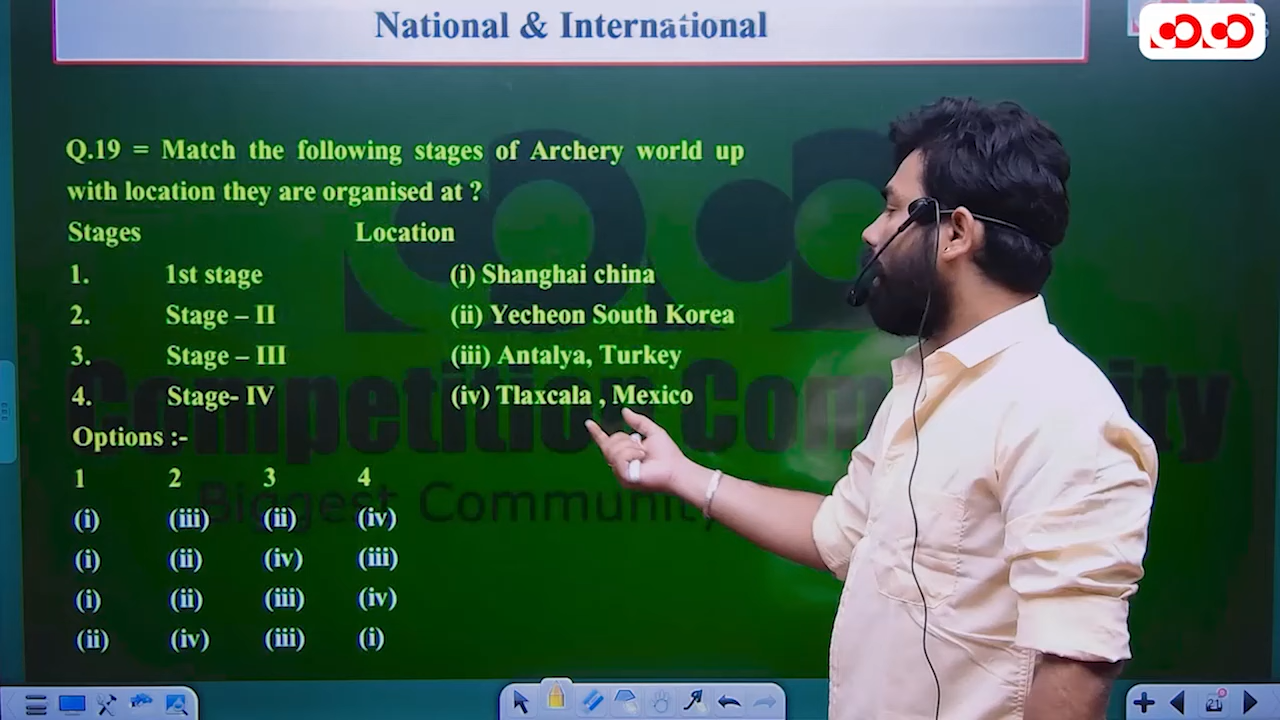 National & International
Q.19 = Match the following stages of Archery world up
with location they are organised at ?
Stages Location
1. 1st stage (i) Shanghai china
2. Stage – II (ii) Yecheon South Korea
3. Stage – III (iii) Antalya, Turkey
4. Stage- IV (iv) Tlaxcala , Mexico
Options :-
1 2 3 4
(i) (iii) (ii) (iv)
(i) (ii) (iv) (iii)
(i) (ii) (iii) (iv)
(ii) (iv) (iii) (i)
Competition Community
Biggest Community
21